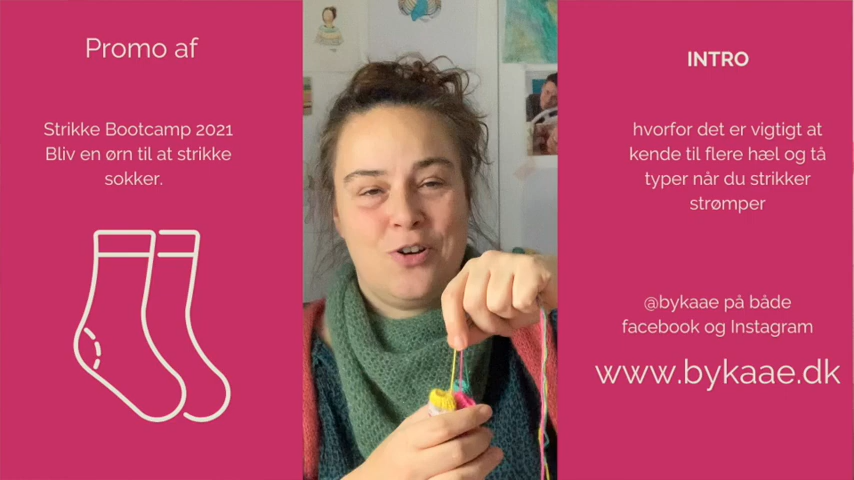 Promo af
Strikke Bootcamp 2021
Bliv en ørn til at strikke
sokker.
INTRO
hvorfor det er vigtigt at
kende til flere hæl og tå
typer når du strikker
strømper
@bykaae på både
facebook og Instagram
www.bykaae.dk